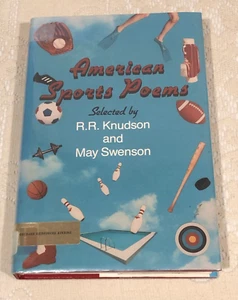 American
Sports Poems
Selected by
R.R. Knudson
and
May Swenson